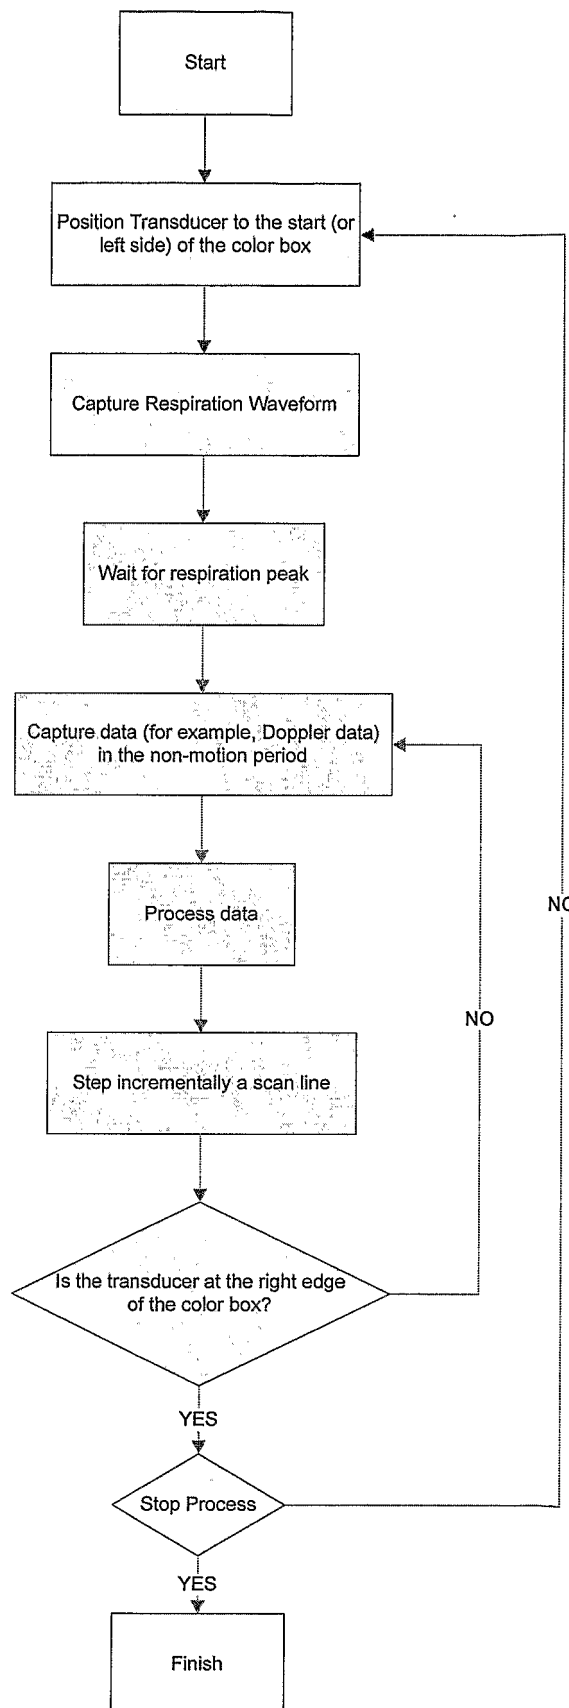 Start
Position Transducer to the start (or
left side) of the color box
Capture Respiration Waveform
Wait for respiration peak
Capture data (for example, Doppler data)
in the non-motion period
Process data
NO
Step incrementally a scan line
NO
Is the transducer at the right edge
of the color box?
YES
Stop Process
YES
Finish